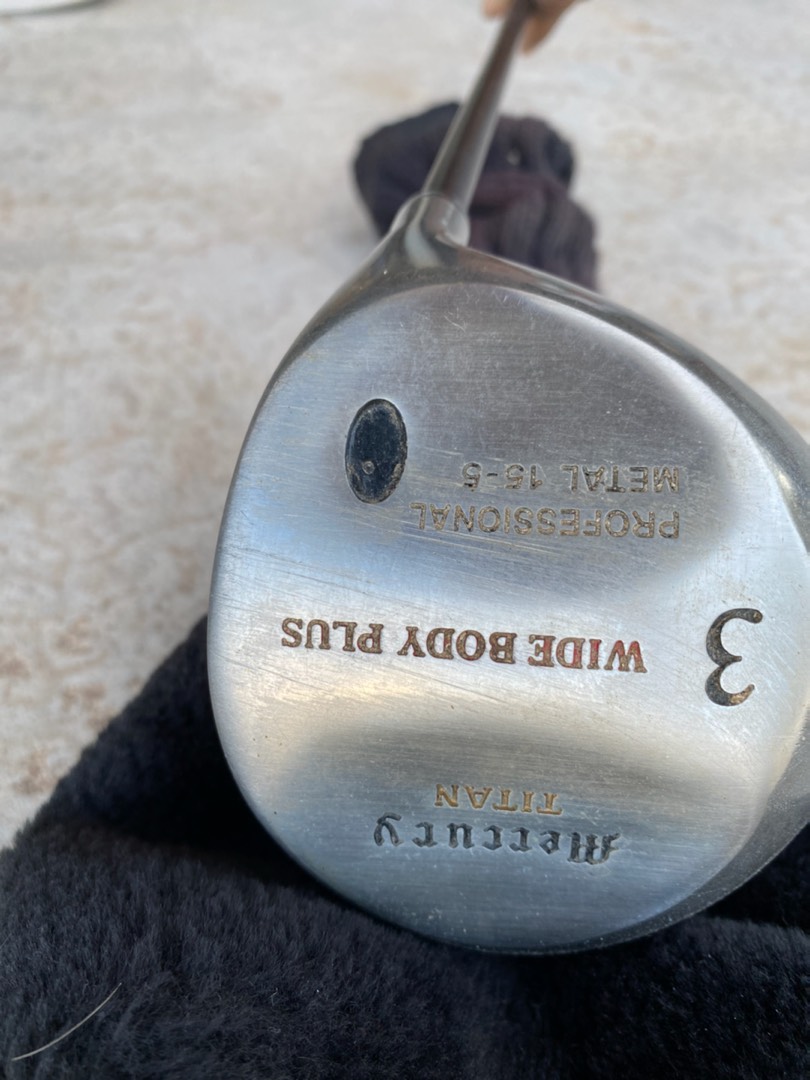 Mercury
TITAN
WIDE BODY PLUS
3
PROFESSIONAL
METAL 15-5